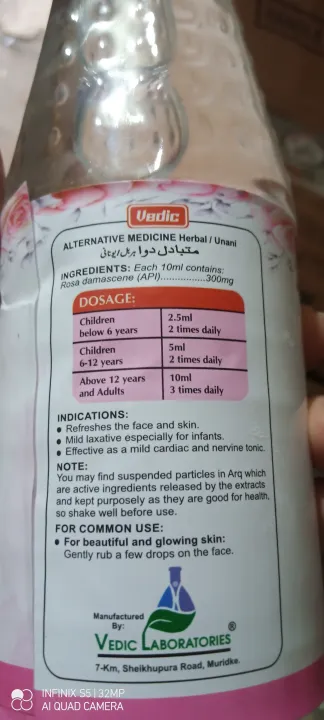 Vedic
ALTERNATIVE MEDICINE Herbal / Unani
متبادل دوا ہربل/یونانی
INGREDIENTS: Each 10ml contains:
Rosa damascene (API)..................300mg
DOSAGE:
Children below 6 years 2.5ml 2 times daily
Children 6-12 years 5ml 2 times daily
Above 12 years and Adults 10ml 3 times daily
INDICATIONS:
• Refreshes the face and skin.
• Mild laxative especially for infants.
• Effective as a mild cardiac and nervine tonic.
NOTE:
You may find suspended particles in Arq which
are active ingredients released by the extracts
and kept purposely as they are good for health,
so shake well before use.
FOR COMMON USE:
• For beautiful and glowing skin:
Gently rub a few drops on the face.
Manufactured
By:
VEDIC LABORATORIES®
7-Km, Sheikhupura Road, Muridke.
INFINIX S5 | 32MP
AI QUAD CAMERA